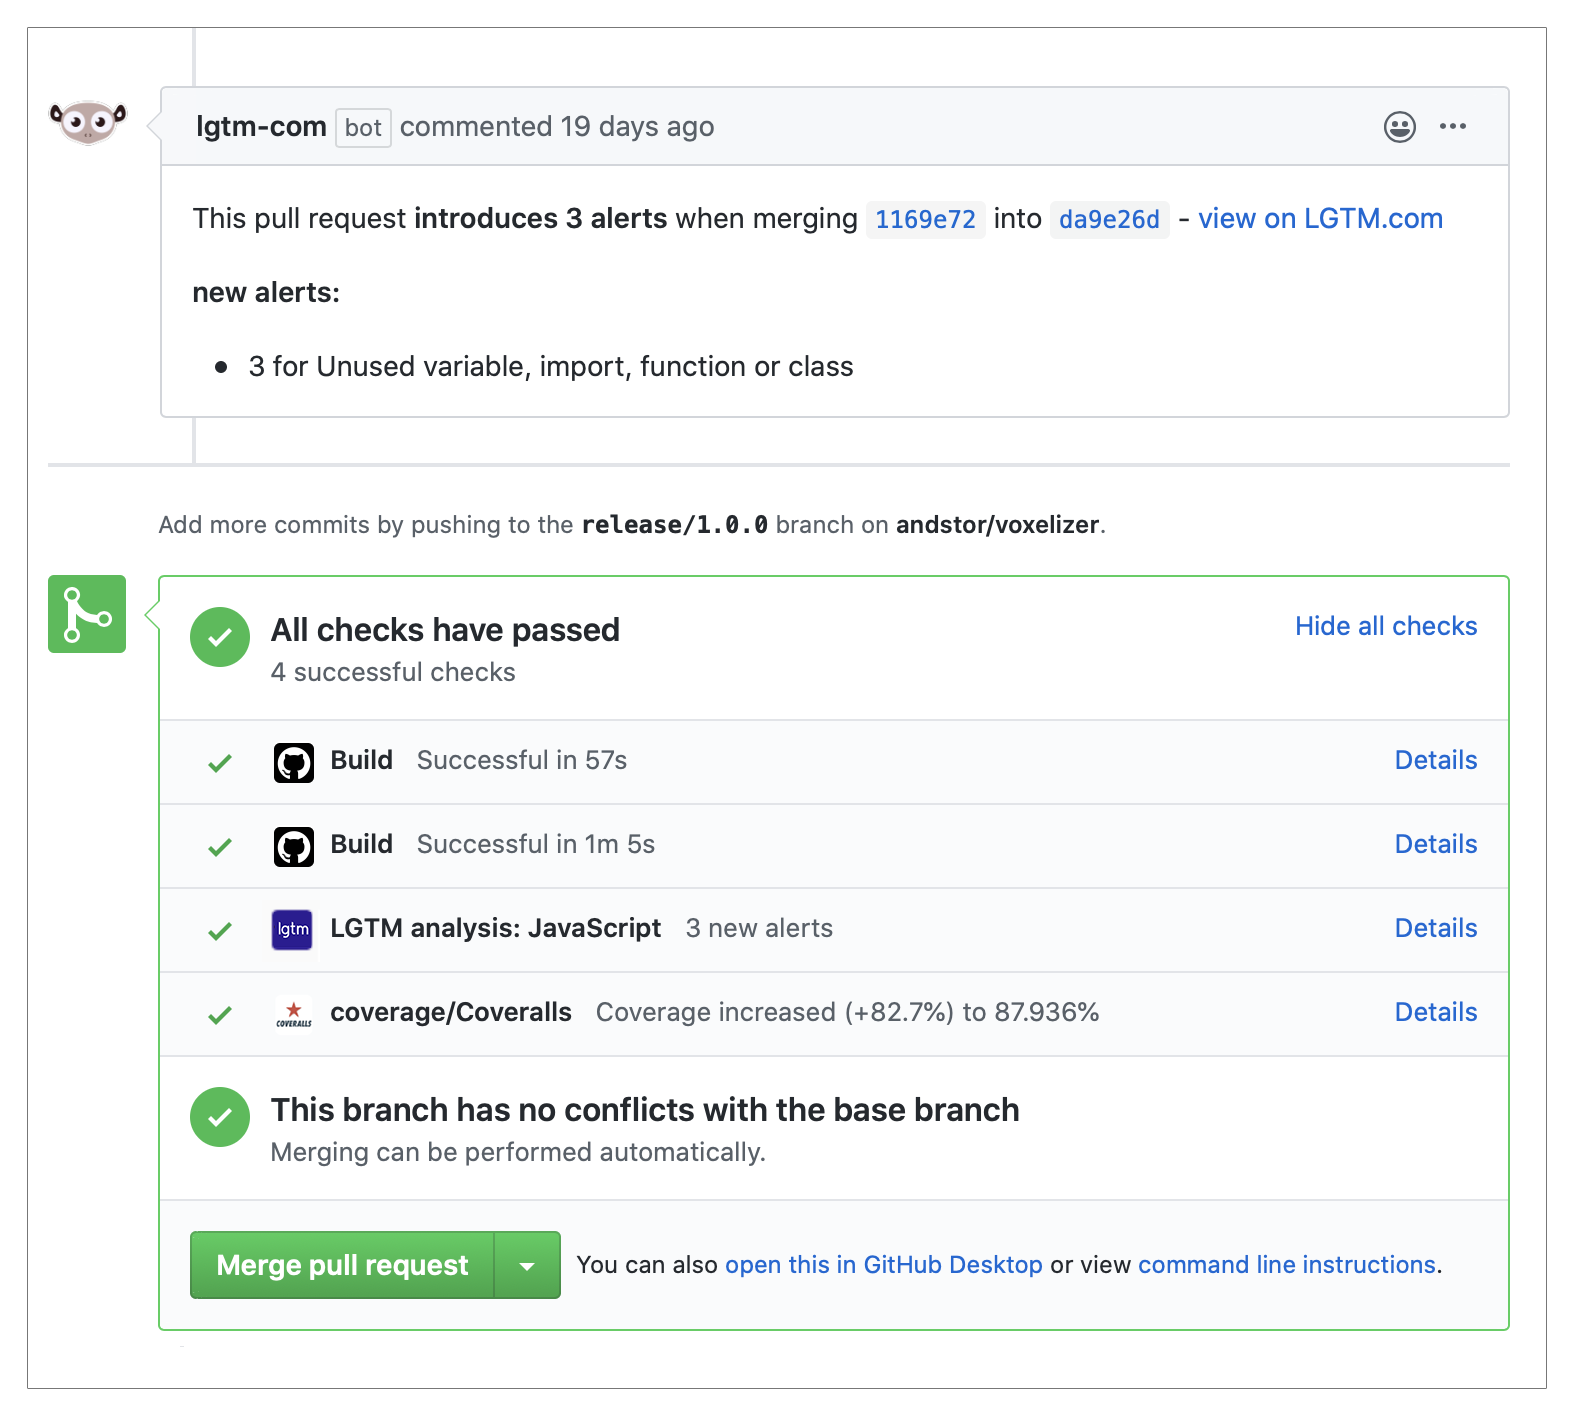 lgtm-com bot commented 19 days ago
This pull request introduces 3 alerts when merging 1169e72 into da9e26d - view on LGTM.com
new alerts:
• 3 for Unused variable, import, function or class
Add more commits by pushing to the release/1.0.0 branch on andstor/voxelizer.
All checks have passed
Hide all checks
4 successful checks
Build Successful in 57s Details
Build Successful in 1m 5s Details
lgtm LGTM analysis: JavaScript 3 new alerts Details
COVERALLS coverage/Coveralls Coverage increased (+82.7%) to 87.936% Details
This branch has no conflicts with the base branch
Merging can be performed automatically.
Merge pull request You can also open this in GitHub Desktop or view command line instructions.